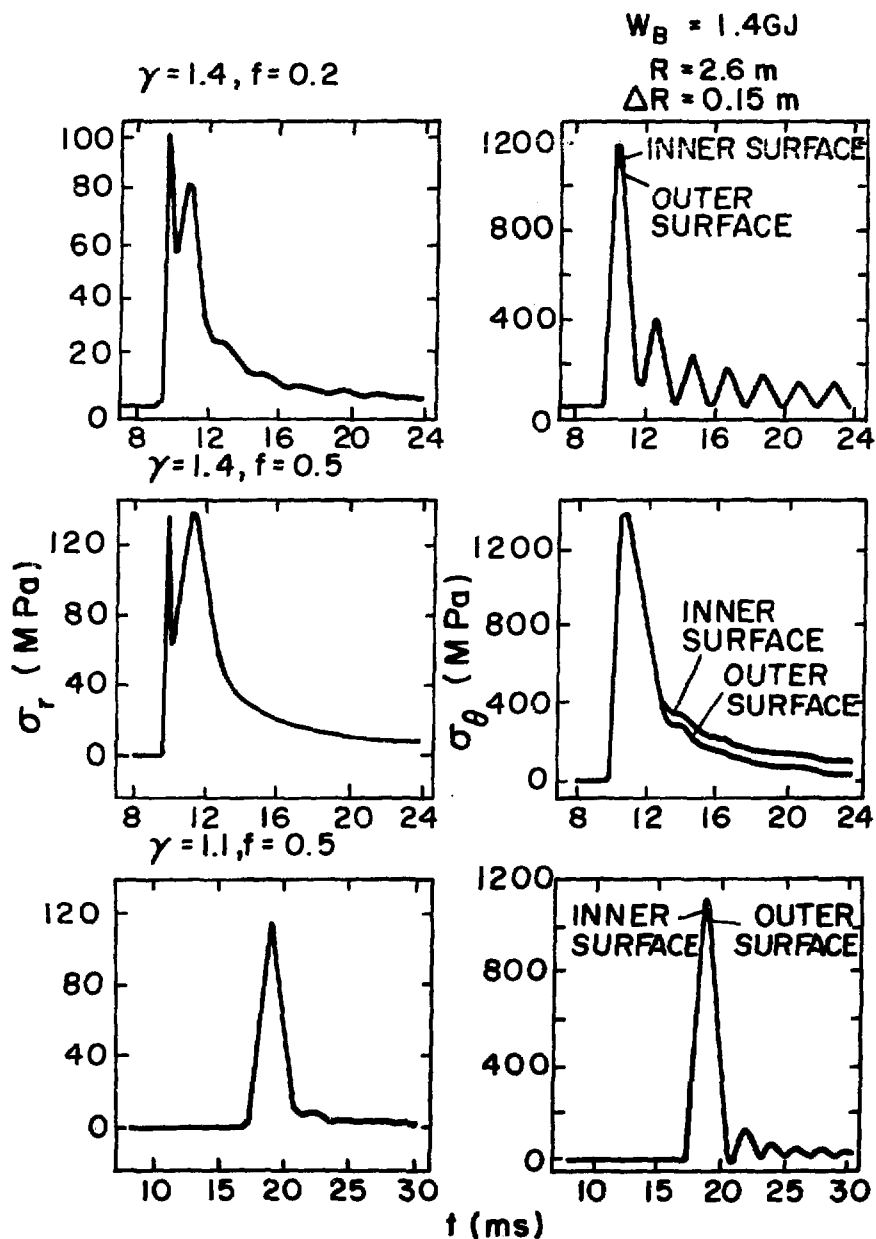 W_B = 1.4GJ
R = 2.6 m
ΔR = 0.15 m
γ = 1.4, f = 0.2
100
80
60
40
20
0
8 12 16 20 24
1200
800
400
0
8 12 16 20 24
INNER SURFACE
OUTER
SURFACE
γ = 1.4, f = 0.5
σ_r (MPa)
120
80
40
0
8 12 16 20 24
σ_θ (MPa)
1200
800
400
0
8 12 16 20 24
INNER
SURFACE
OUTER
SURFACE
γ = 1.1, f = 0.5
120
80
40
0
10 15 20 25 30
1200
800
400
0
10 15 20 25 30
INNER
SURFACE
OUTER
SURFACE
t (ms)